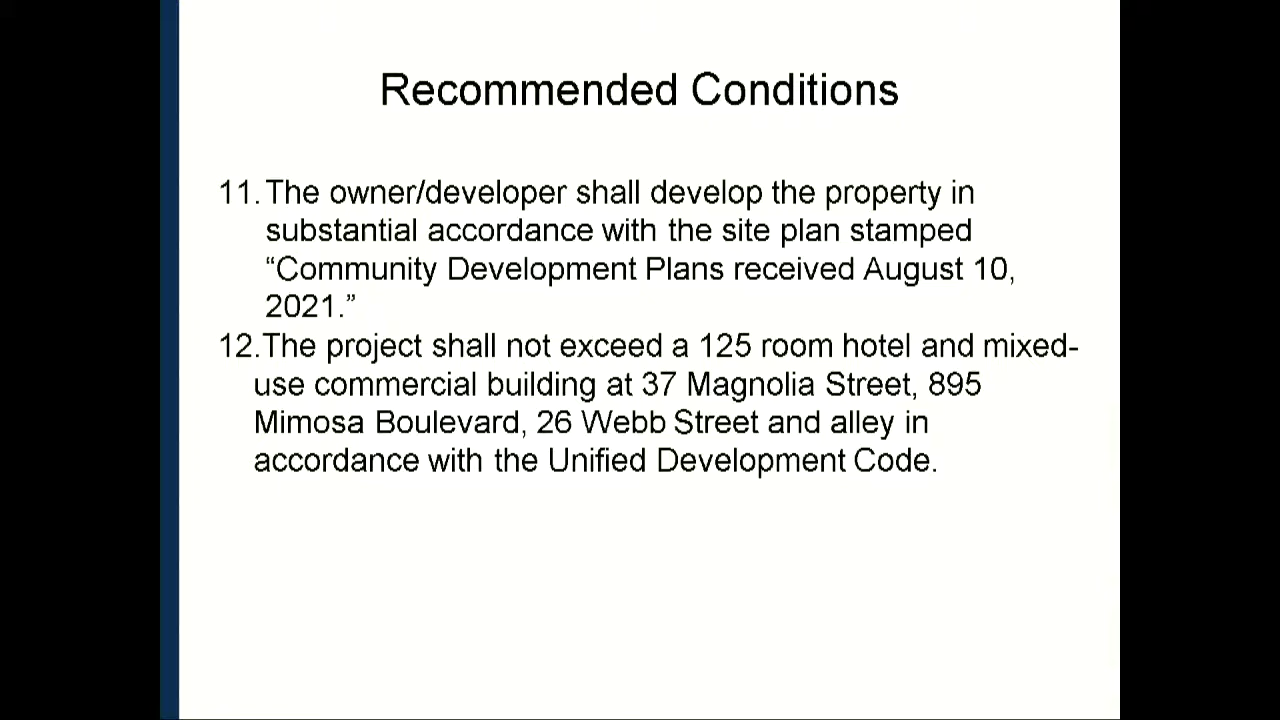 Recommended Conditions
11. The owner/developer shall develop the property in
substantial accordance with the site plan stamped
“Community Development Plans received August 10,
2021.”
12.The project shall not exceed a 125 room hotel and mixed-
use commercial building at 37 Magnolia Street, 895
Mimosa Boulevard, 26 Webb Street and alley in
accordance with the Unified Development Code.